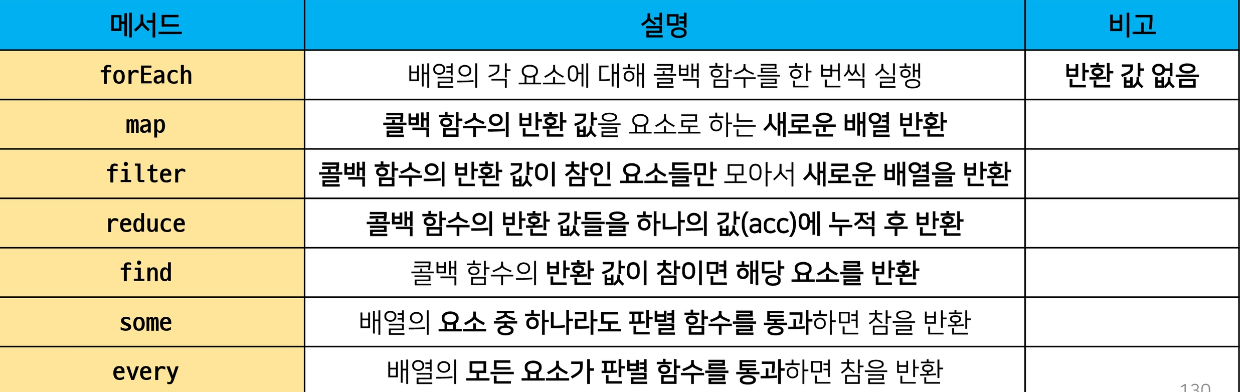 메서드 설명 비고
forEach 배열의 각 요소에 대해 콜백 함수를 한 번씩 실행 반환 값 없음
map 콜백 함수의 반환 값을 요소로 하는 새로운 배열 반환
filter 콜백 함수의 반환 값이 참인 요소들만 모아서 새로운 배열을 반환
reduce 콜백 함수의 반환 값들을 하나의 값(acc)에 누적 후 반환
find 콜백 함수의 반환 값이 참이면 해당 요소를 반환
some 배열의 요소 중 하나라도 판별 함수를 통과하면 참을 반환
every 배열의 모든 요소가 판별 함수를 통과하면 참을 반환
130